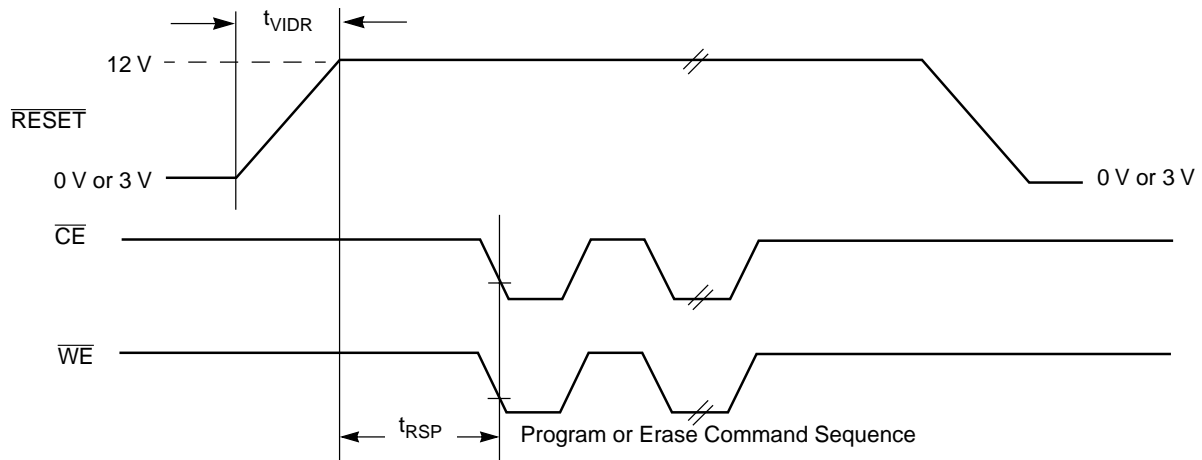 tVIDR
12 V
RESET
0 V or 3 V
0 V or 3 V
CE
WE
tRSP
Program or Erase Command Sequence